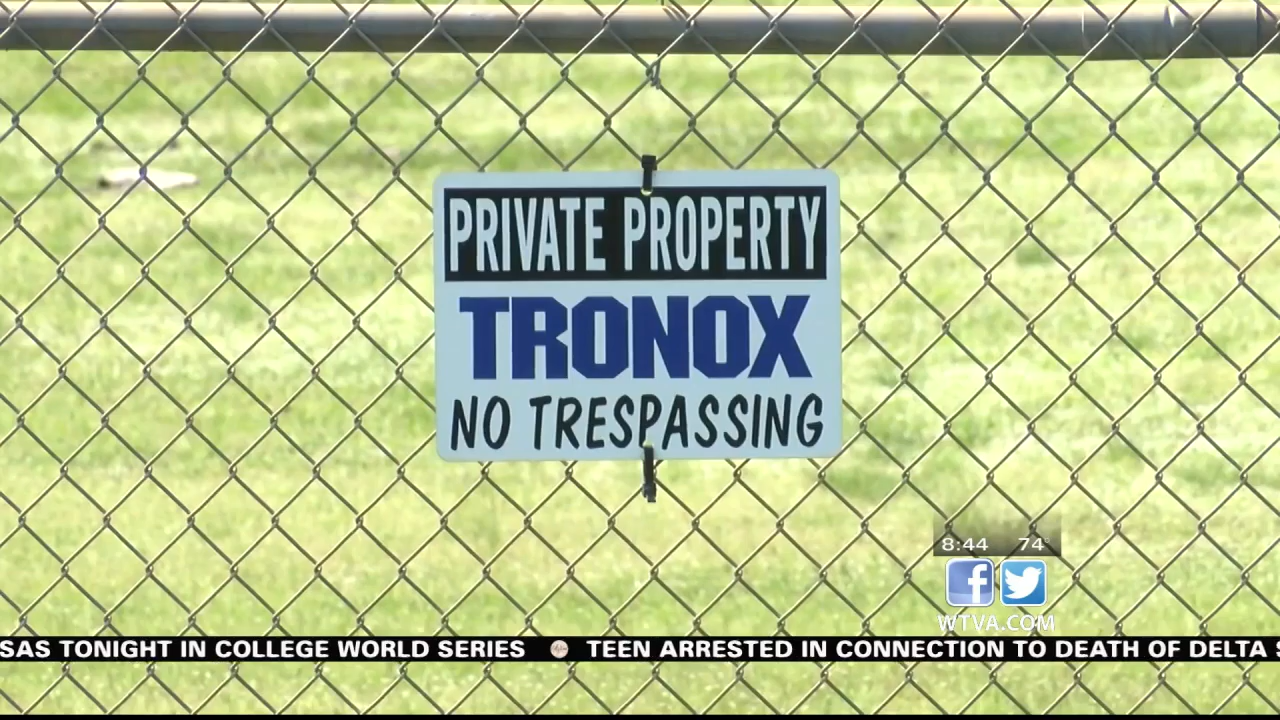 PRIVATE PROPERTY
TRONOX
NO TRESPASSING
8:44 74°
WTVA.COM
SAS TONIGHT IN COLLEGE WORLD SERIES TEEN ARRESTED IN CONNECTION TO DEATH OF DELTA S